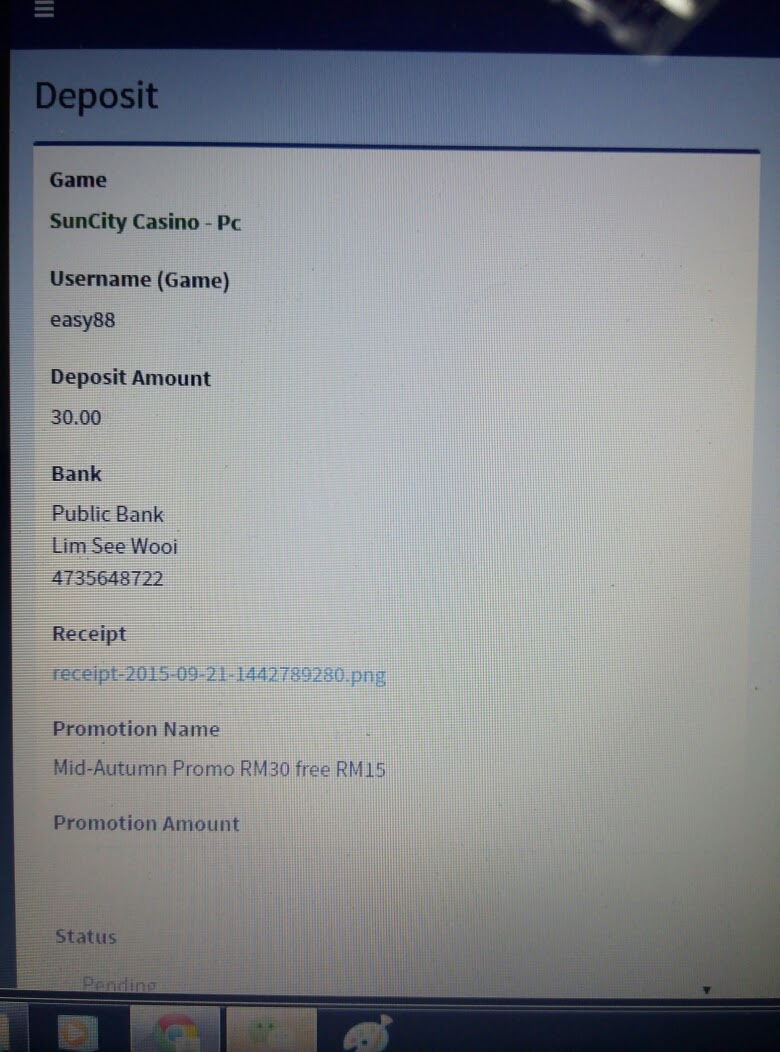 Deposit
Game
SunCity Casino - Pc
Username (Game)
easy88
Deposit Amount
30.00
Bank
Public Bank
Lim See Wooi
4735648722
Receipt
receipt-2015-09-21-1442789280.png
Promotion Name
Mid-Autumn Promo RM30 free RM15
Promotion Amount
Status
Pending